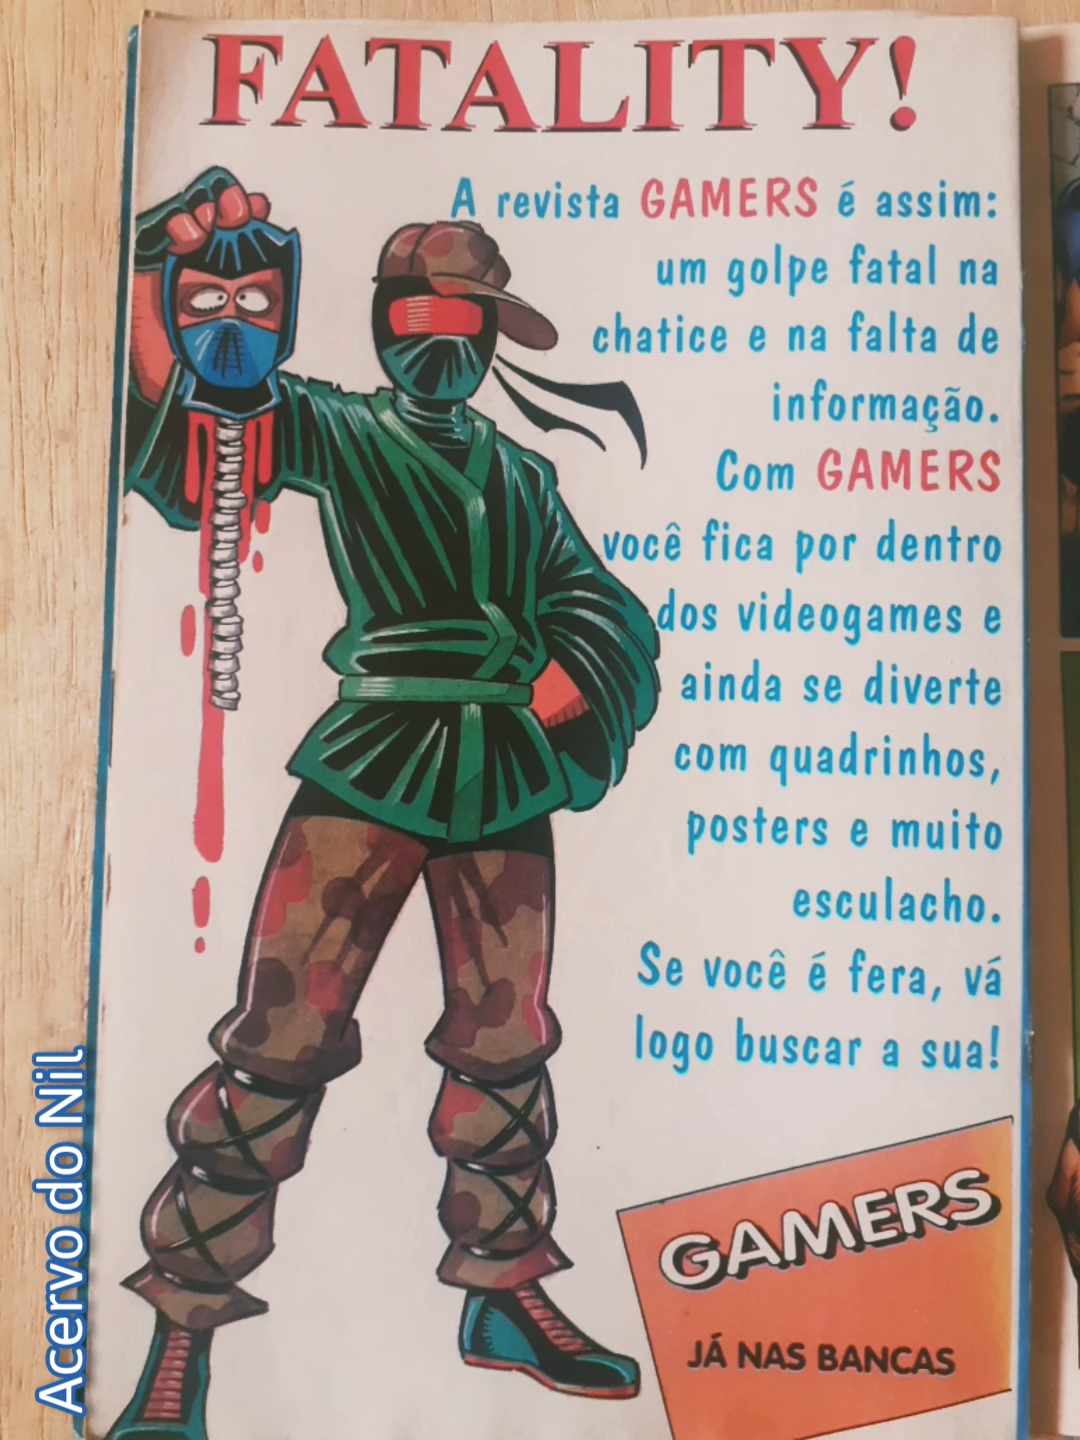 FATALITY!
A revista GAMERS é assim:
um golpe fatal na
chatice e na falta de
informação.
Com GAMERS
você fica por dentro
dos videogames e
ainda se diverte
com quadrinhos,
posters e muito
esculacho.
Se você é fera, vá
logo buscar a sua!
GAMERS
JÁ NAS BANCAS
Acervo do Nil